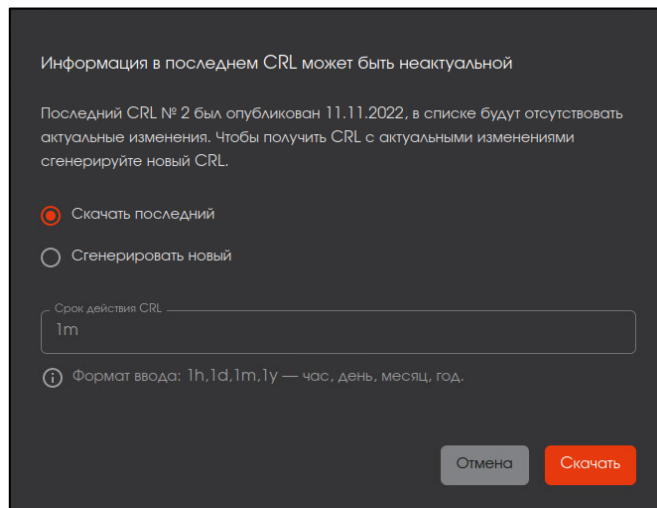 Информация в последнем CRL может быть неактуальной
Последний CRL № 2 был опубликован 11.11.2022, в списке будут отсутствовать
актуальные изменения. Чтобы получить CRL с актуальными изменениями
сгенерируйте новый CRL.
Скачать последний
Сгенерировать новый
Срок действия CRL
1m
Формат ввода: 1h,1d,1m,1y — час, день, месяц, год.
Отмена
Скачать